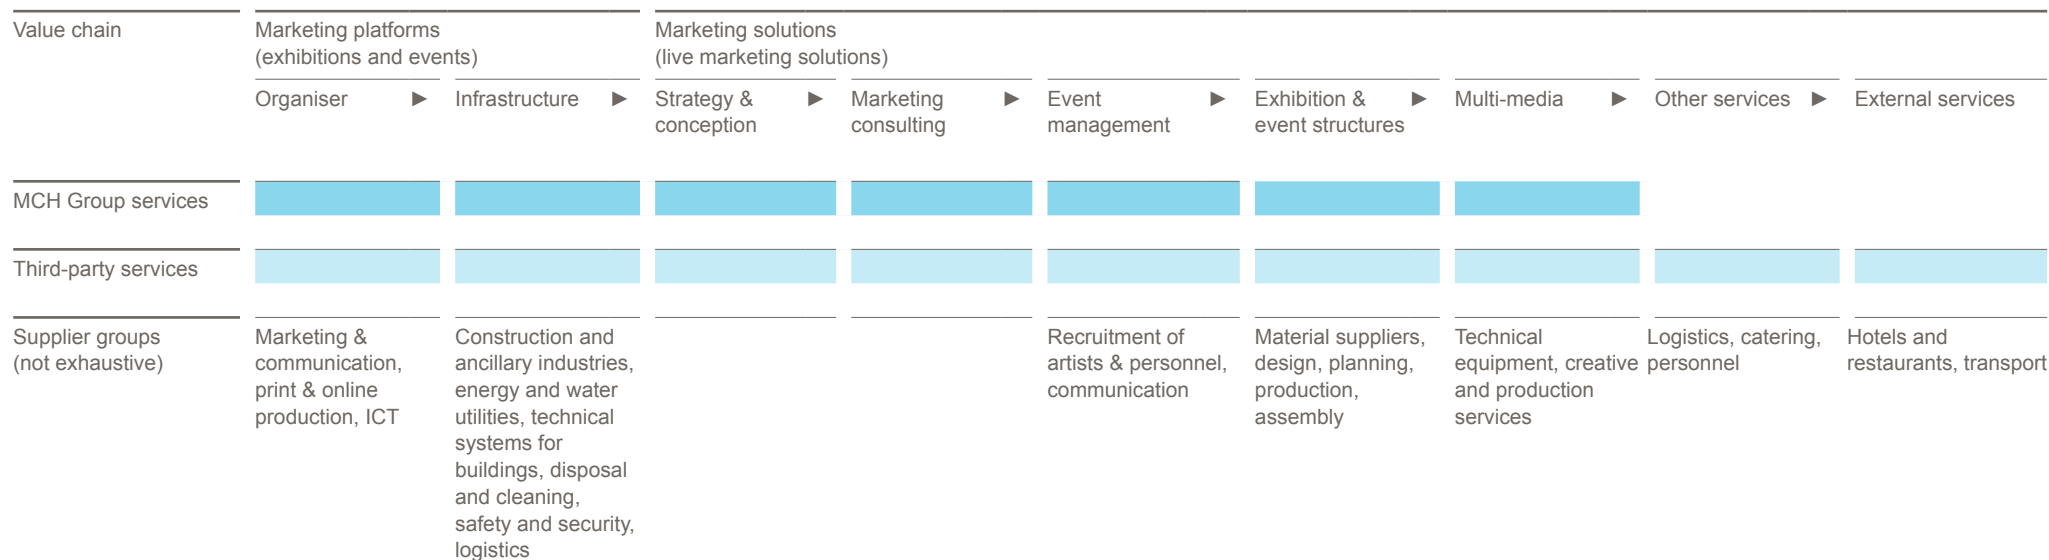 Value chain
Marketing platforms
(exhibitions and events)
Marketing solutions
(live marketing solutions)
Organiser ►
Infrastructure ►
Strategy & ►
conception
Marketing ►
consulting
Event ►
management
Exhibition & ►
event structures
Multi-media ►
Other services ►
External services
MCH Group services
Third-party services
Supplier groups
(not exhaustive)
Marketing &
communication,
print & online
production, ICT
Construction and
ancillary industries,
energy and water
utilities, technical
systems for
buildings, disposal
and cleaning,
safety and security,
logistics
Recruitment of
artists & personnel,
communication
Material suppliers,
design, planning,
production,
assembly
Technical
equipment, creative
and production
services
Logistics, catering,
personnel
Hotels and
restaurants, transport